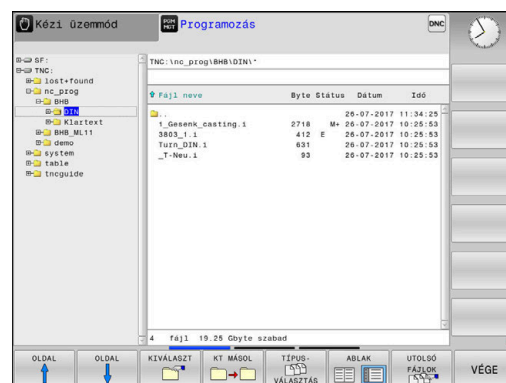 Kézi üzemmód
PGM MGT Programozás
DNC
SF:
TNC:
lost+found
nc_prog
BHB
DIN
Klartext
BHB_ML11
demo
system
table
tncguide
TNC:\nc_prog\BHB\DIN\*
Fájl neve Byte Státus Dátum Idő
.. 26-07-2017 11:34:25
1_Gesenk_casting.i 2718 M+ 26-07-2017 10:25:53
3803_1.i 412 E 26-07-2017 10:25:53
Turn_DIN.i 631 26-07-2017 10:25:53
_T-Neu.i 93 26-07-2017 10:25:53
4 fájl 19.25 Gbyte szabad
OLDAL
OLDAL
KIVÁLASZT
KT MÁSOL
TÍPUS-
VÁLASZTÁS
ABLAK
UTOLSÓ
FÁJLOK
VÉGE